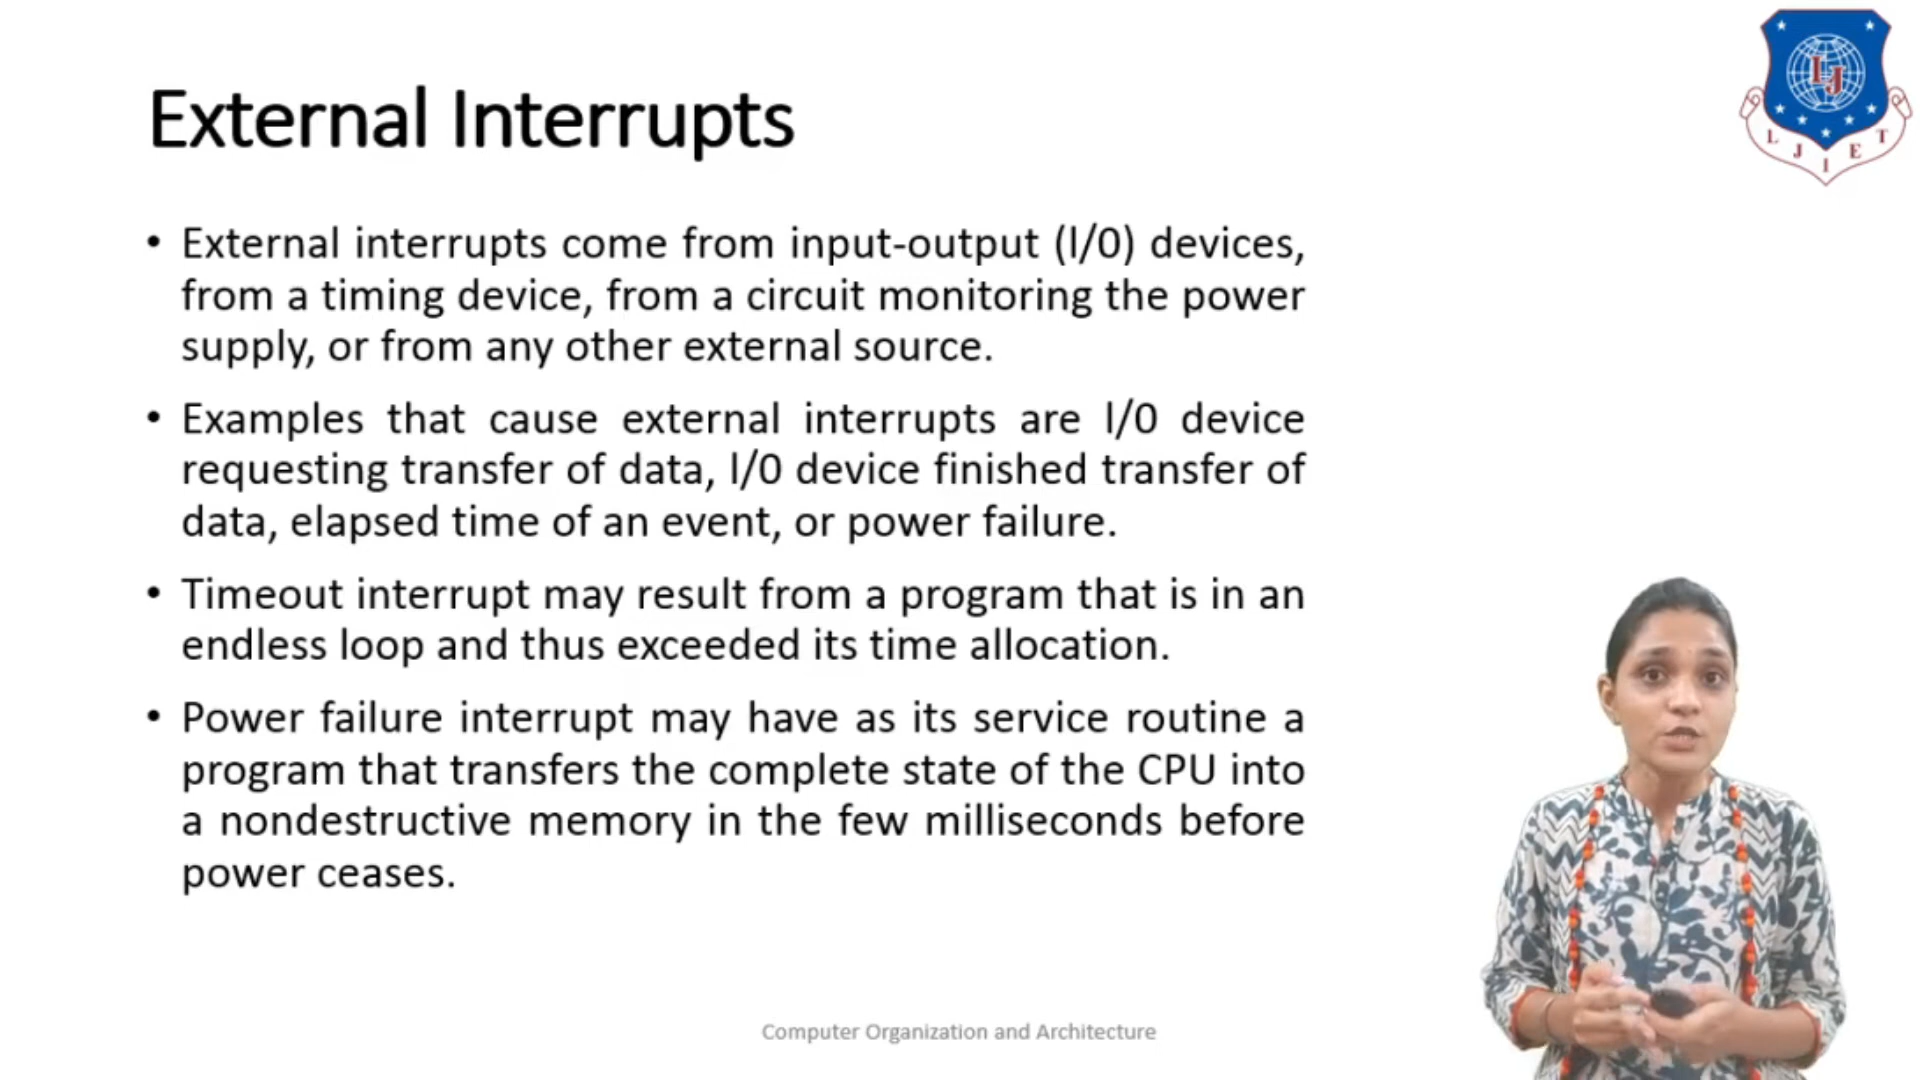 External Interrupts
• External interrupts come from input-output (I/0) devices,
from a timing device, from a circuit monitoring the power
supply, or from any other external source.
• Examples that cause external interrupts are I/0 device
requesting transfer of data, I/0 device finished transfer of
data, elapsed time of an event, or power failure.
• Timeout interrupt may result from a program that is in an
endless loop and thus exceeded its time allocation.
• Power failure interrupt may have as its service routine a
program that transfers the complete state of the CPU into
a nondestructive memory in the few milliseconds before
power ceases.
Computer Organization and Architecture
LJ
L J I E T